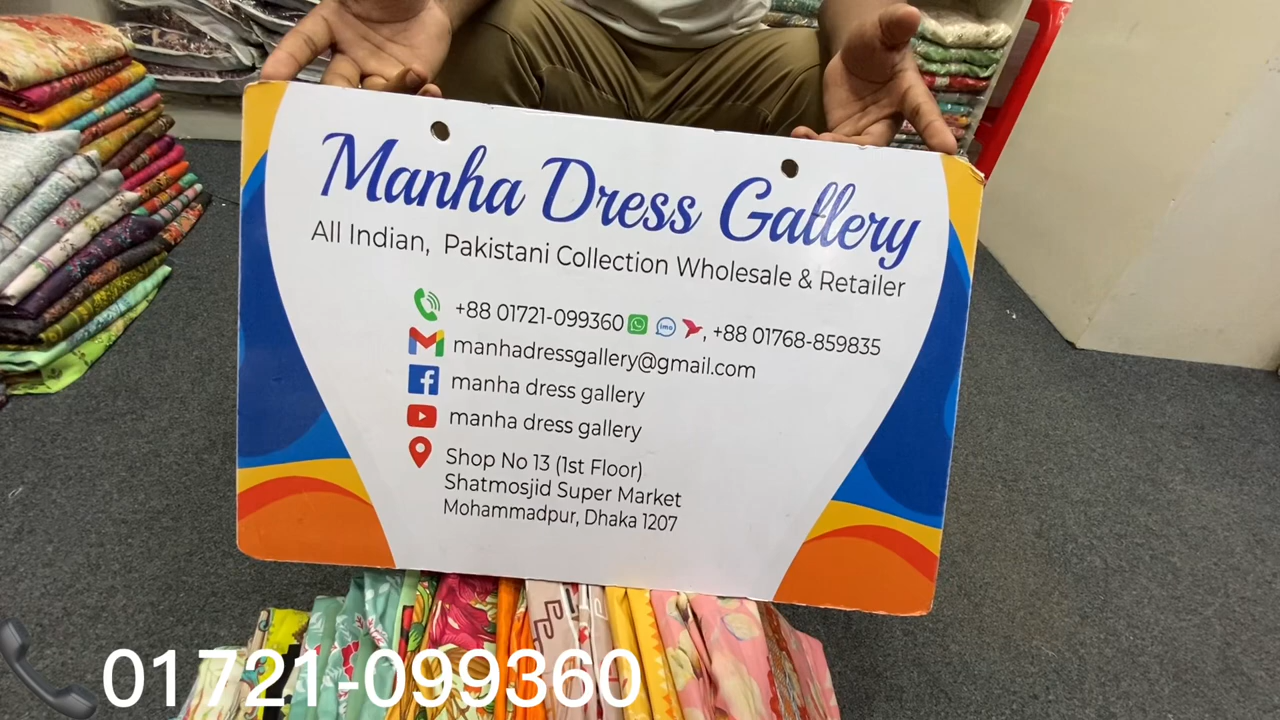 Manha Dress Gallery
All Indian, Pakistani Collection Wholesale & Retailer
+88 01721-099360 imo, +88 01768-859835
manhadressgallery@gmail.com
manha dress gallery
manha dress gallery
Shop No 13 (1st Floor)
Shatmosjid Super Market
Mohammadpur, Dhaka 1207
01721-099360